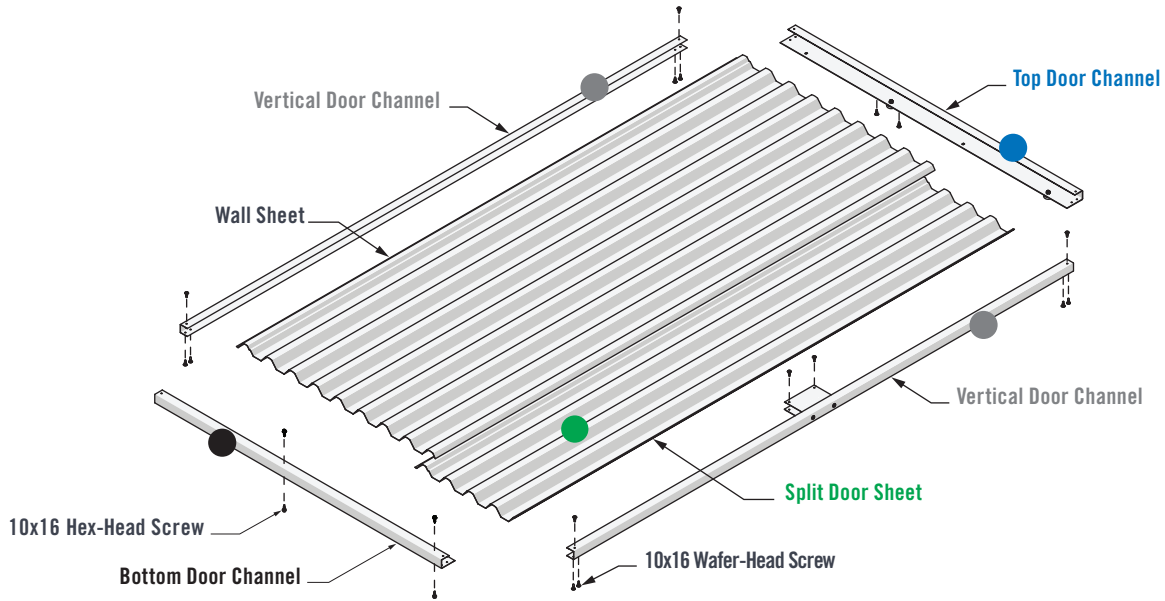 Top Door Channel
Vertical Door Channel
Wall Sheet
Vertical Door Channel
Split Door Sheet
10x16 Hex-Head Screw
10x16 Wafer-Head Screw
Bottom Door Channel